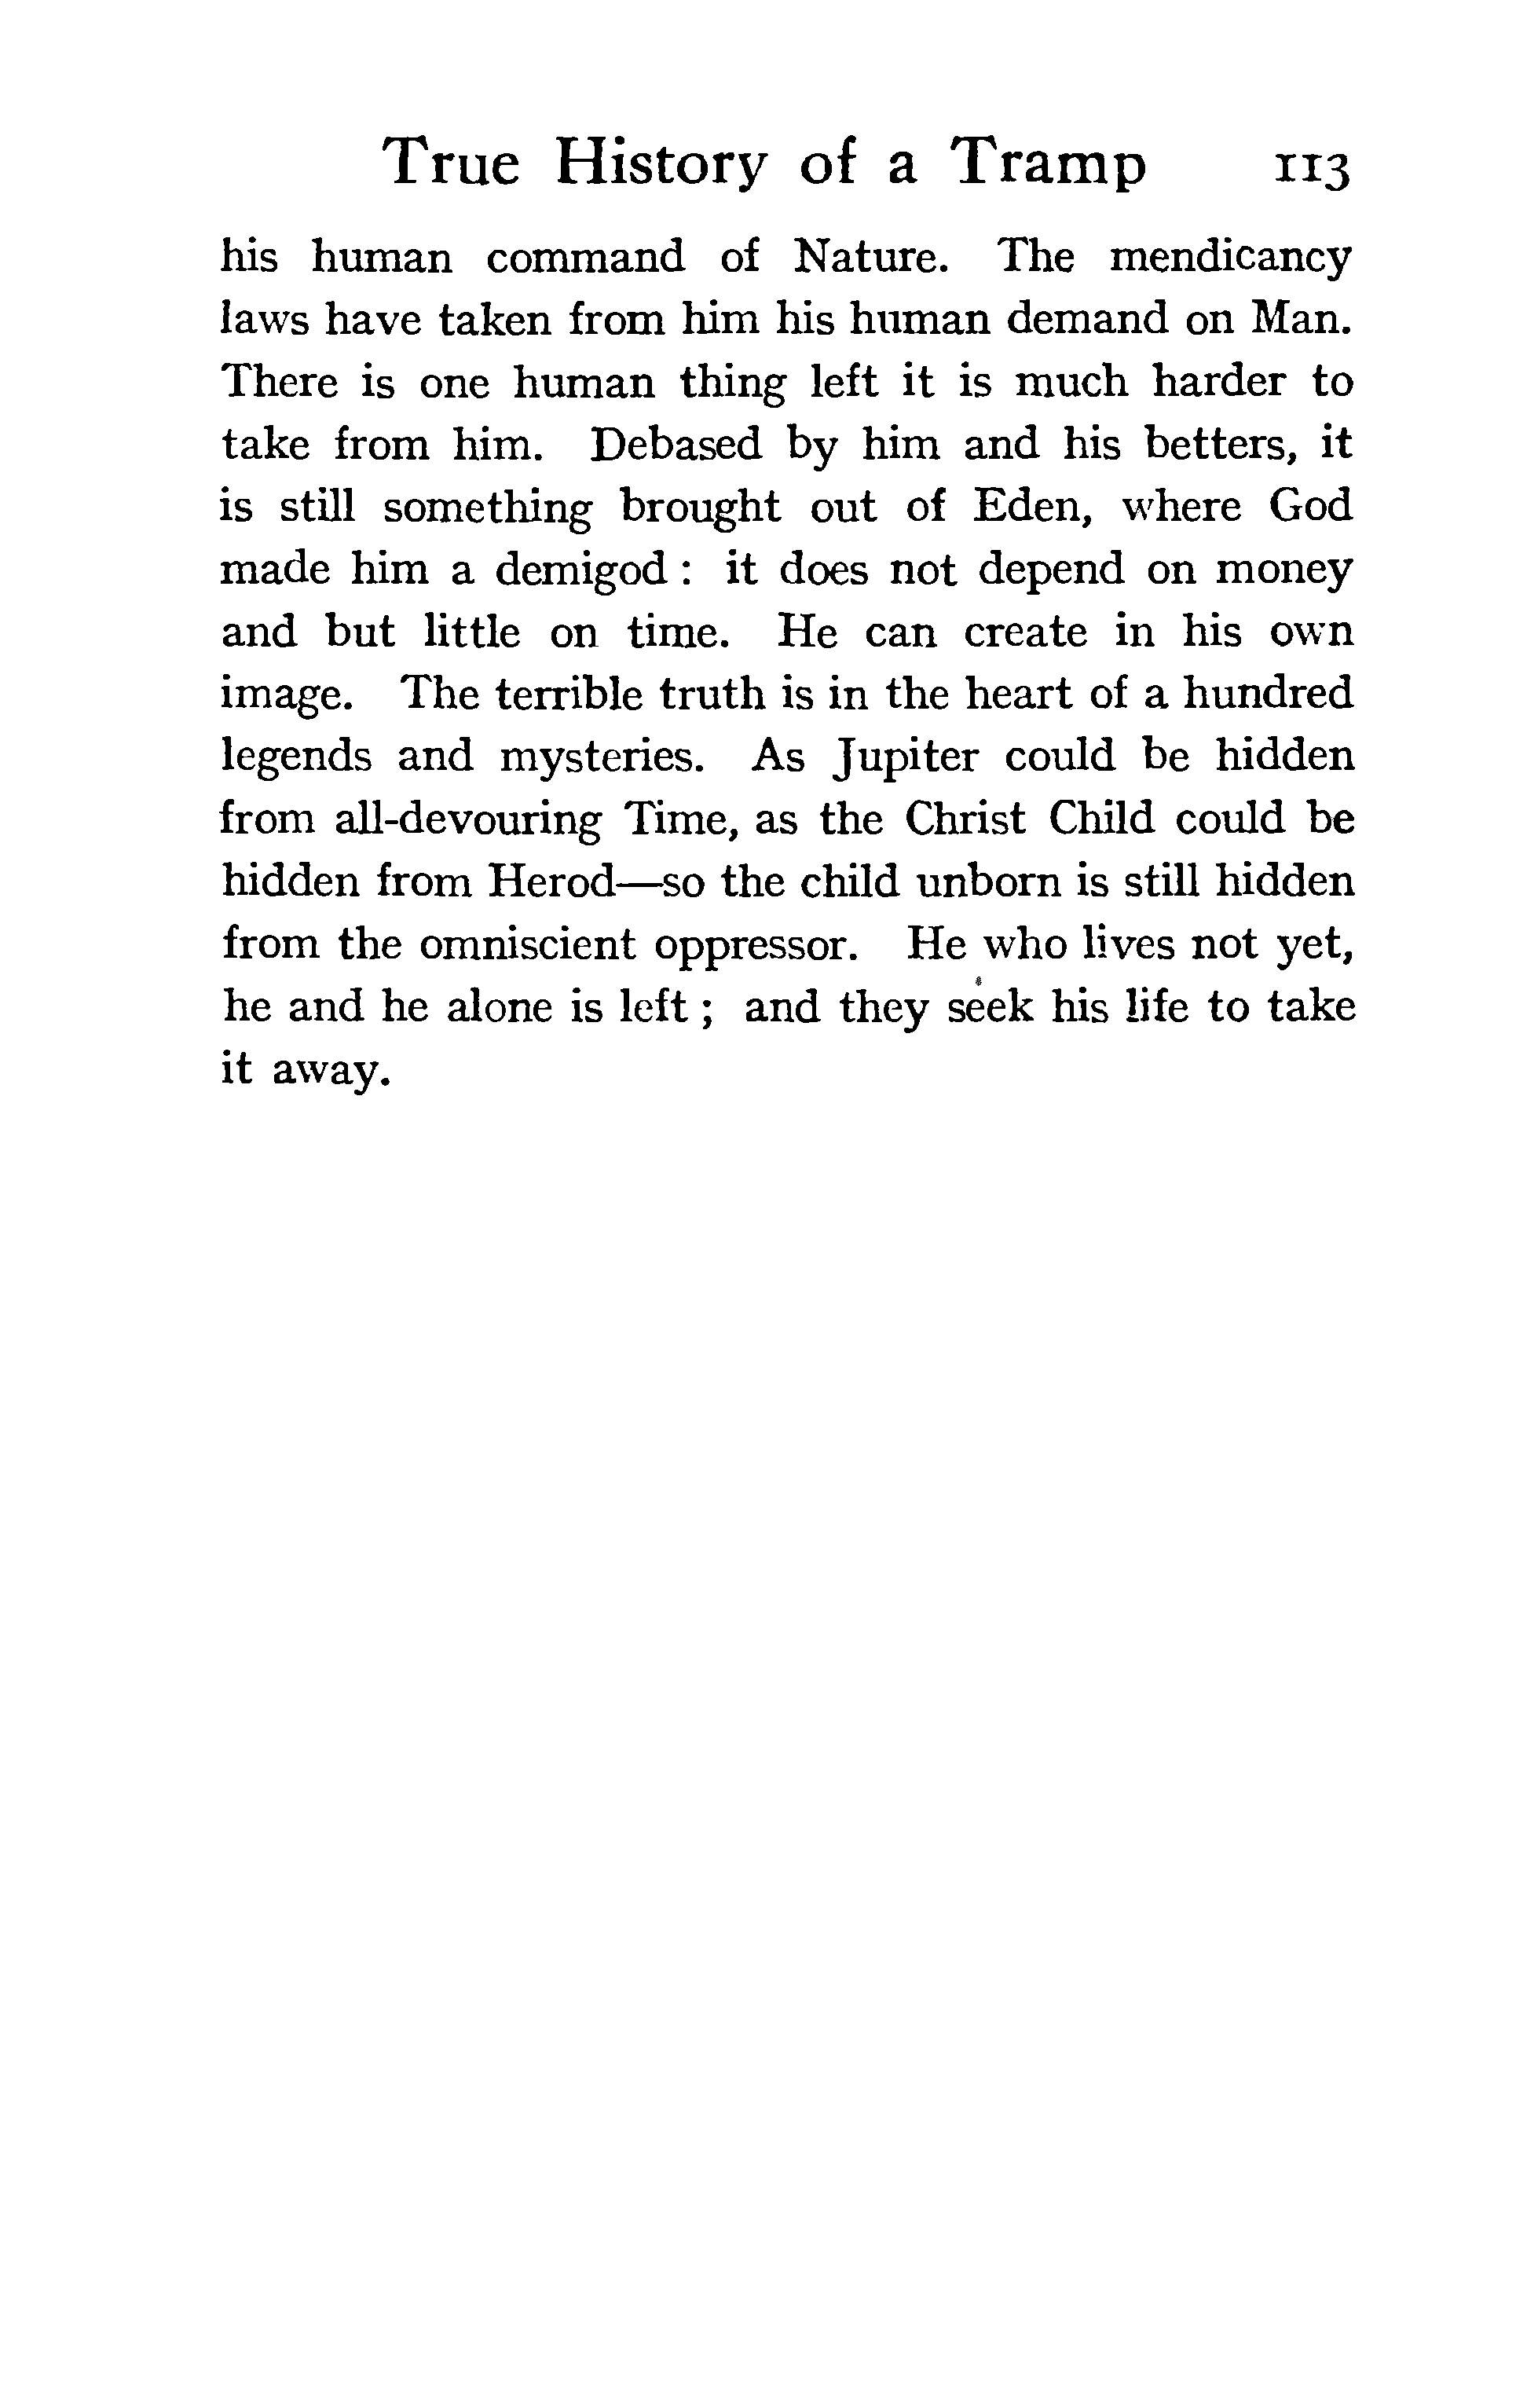 True History of a Tramp 113
his human command of Nature. The mendicancy
laws have taken from him his human demand on Man.
There is one human thing left it is much harder to
take from him. Debased by him and his betters, it
is still something brought out of Eden, where God
made him a demigod : it does not depend on money
and but little on time. He can create in his own
image. The terrible truth is in the heart of a hundred
legends and mysteries. As Jupiter could be hidden
from all-devouring Time, as the Christ Child could be
hidden from Herod—so the child unborn is still hidden
from the omniscient oppressor. He who lives not yet,
he and he alone is left ; and they seek his life to take
it away.